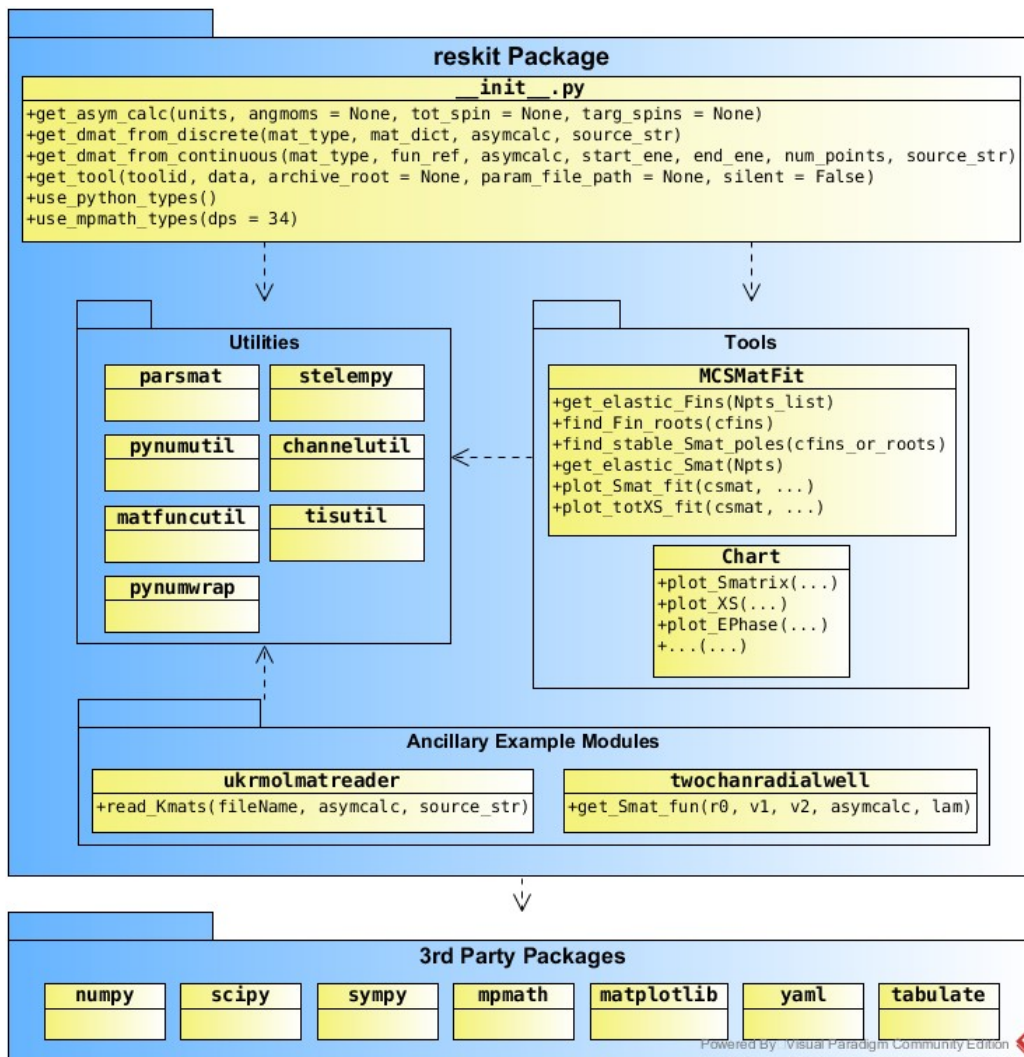 reskit Package
__init__.py
+get_asym_calc(units, angmoms = None, tot_spin = None, targ_spins = None)
+get_dmat_from_discrete(mat_type, mat_dict, asymcalc, source_str)
+get_dmat_from_continuous(mat_type, fun_ref, asymcalc, start_ene, end_ene, num_points, source_str)
+get_tool(toolid, data, archive_root = None, param_file_path = None, silent = False)
+use_python_types()
+use_mpmath_types(dps = 34)
Utilities
parsmat
stelempy
pynumutil
channelutil
matfuncutil
tisutil
pynumwrap
Tools
MCSMatFit
+get_elastic_Fins(Npts_list)
+find_Fin_roots(cfins)
+find_stable_Smat_poles(cfins_or_roots)
+get_elastic_Smat(Npts)
+plot_Smat_fit(csmat, ...)
+plot_totXS_fit(csmat, ...)
Chart
+plot_Smatrix(...)
+plot_XS(...)
+plot_EPhase(...)
+...(...)
Ancillary Example Modules
ukrmolmatreader
+read_Kmats(fileName, asymcalc, source_str)
twochanradialwell
+get_Smat_fun(r0, v1, v2, asymcalc, lam)
3rd Party Packages
numpy
scipy
sympy
mpmath
matplotlib
yaml
tabulate
Powered By Visual Paradigm Community Edition